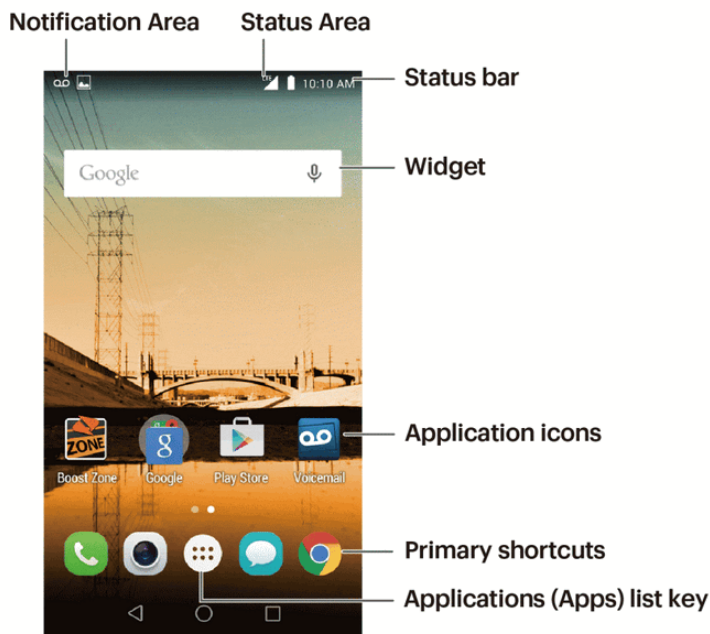 Notification Area
Status Area
LTE
10:10 AM
Status bar
Google
Widget
ZONE
g
Boost Zone
Google
Play Store
Voicemail
Application icons
Primary shortcuts
Applications (Apps) list key